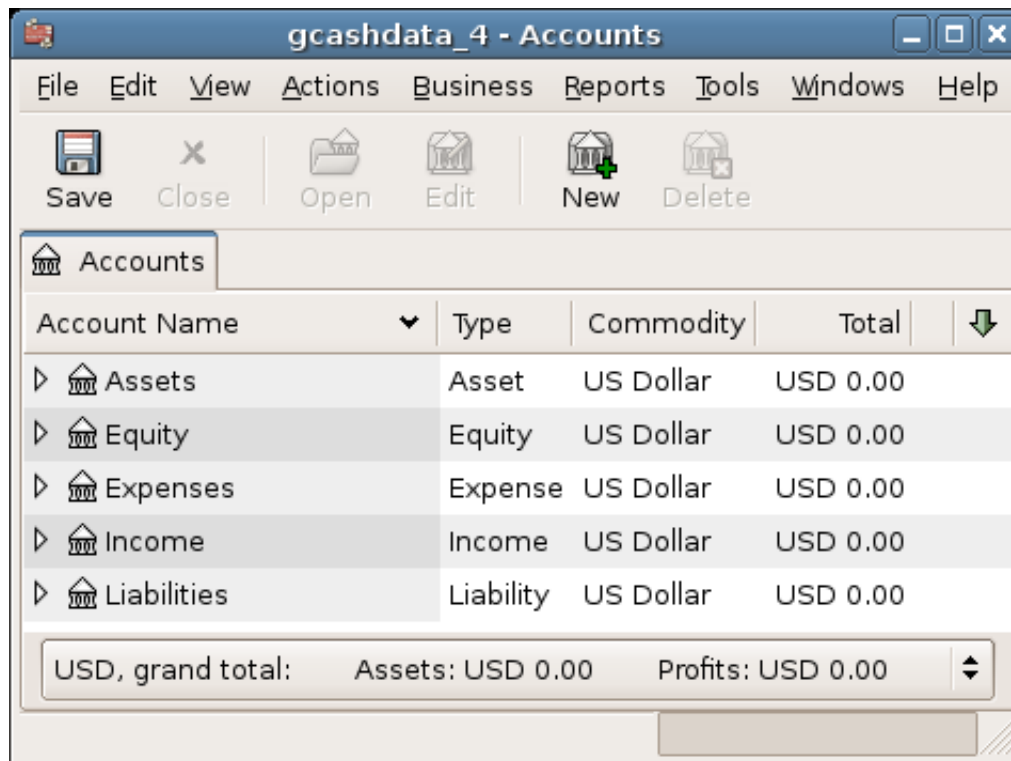 gcashdata_4 - Accounts
File Edit View Actions Business Reports Tools Windows Help
Save Close Open Edit New Delete
Accounts
Account Name Type Commodity Total
Assets Asset US Dollar USD 0.00
Equity Equity US Dollar USD 0.00
Expenses Expense US Dollar USD 0.00
Income Income US Dollar USD 0.00
Liabilities Liability US Dollar USD 0.00
USD, grand total: Assets: USD 0.00 Profits: USD 0.00